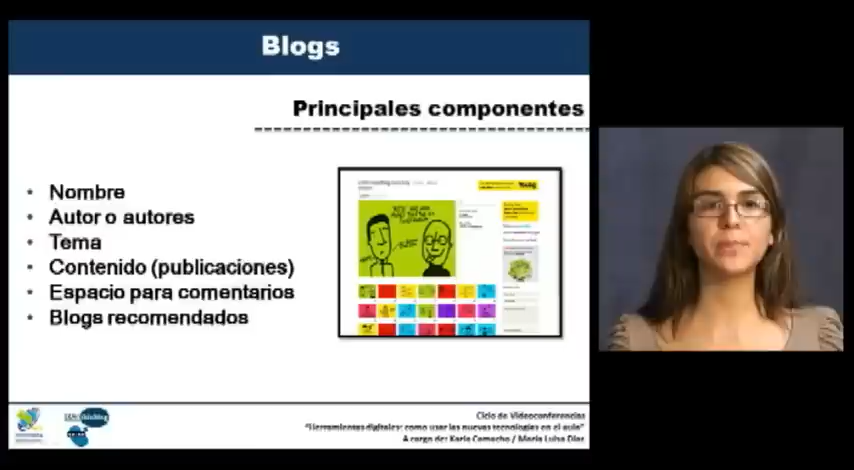 Blogs
Principales componentes
• Nombre
• Autor o autores
• Tema
• Contenido (publicaciones)
• Espacio para comentarios
• Blogs recomendados
Ciclo de Videoconferencias
"Herramientas digitales: como usar las nuevas tecnologías en el aula"
A cargo de: Karla Camacho / María Luisa Díaz